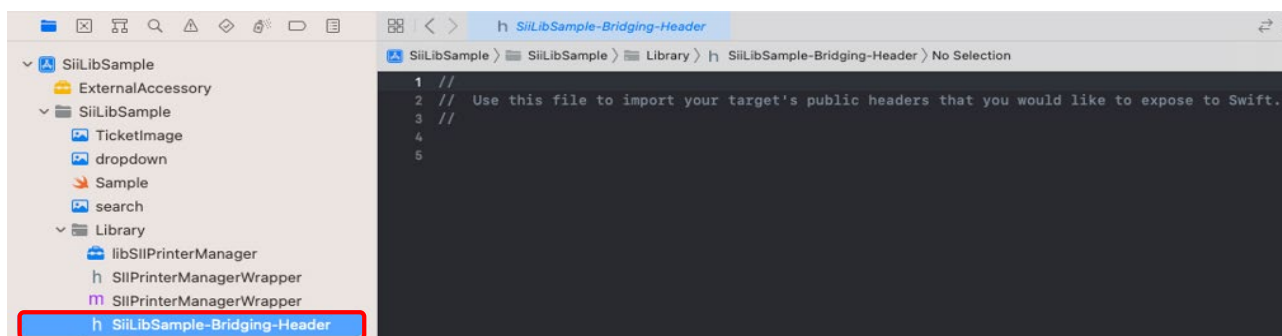 SiiLibSample
ExternalAccessory
SiiLibSample
TicketImage
dropdown
Sample
search
Library
libSIIPrinterManager
h SIIPrinterManagerWrapper
m SIIPrinterManagerWrapper
h SiiLibSample-Bridging-Header
h SiiLibSample-Bridging-Header
SiiLibSample 〉 SiiLibSample 〉 Library 〉 h SiiLibSample-Bridging-Header 〉 No Selection
1 //
2 // Use this file to import your target's public headers that you would like to expose to Swift.
3 //
4
5